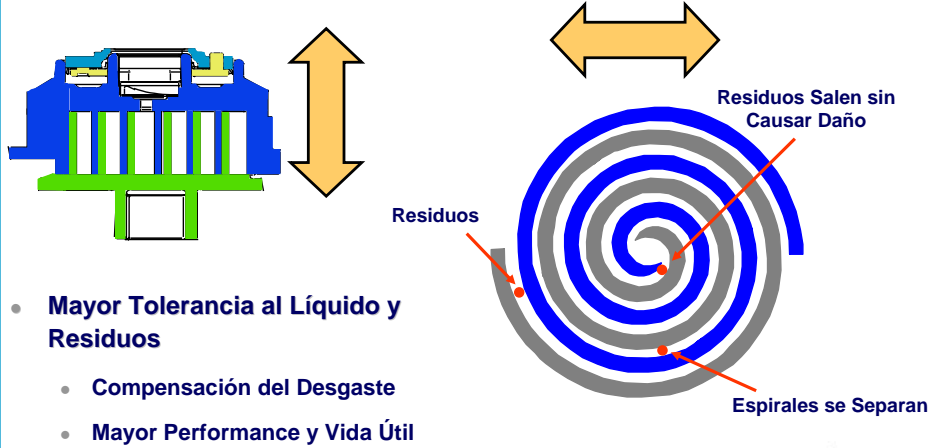 Residuos Salen sin
Causar Daño
Residuos
Mayor Tolerancia al Líquido y
Residuos
Compensación del Desgaste
Mayor Performance y Vida Útil
Espirales se Separan